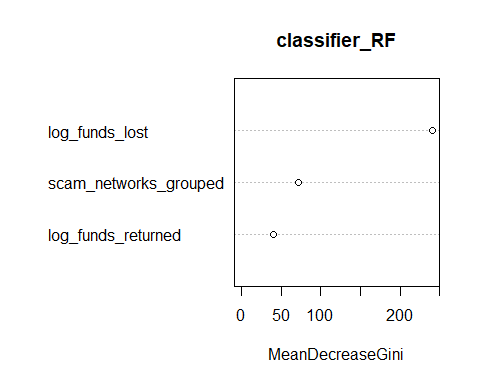 classifier_RF
log_funds_lost
scam_networks_grouped
log_funds_returned
0 50 100 200
MeanDecreaseGini